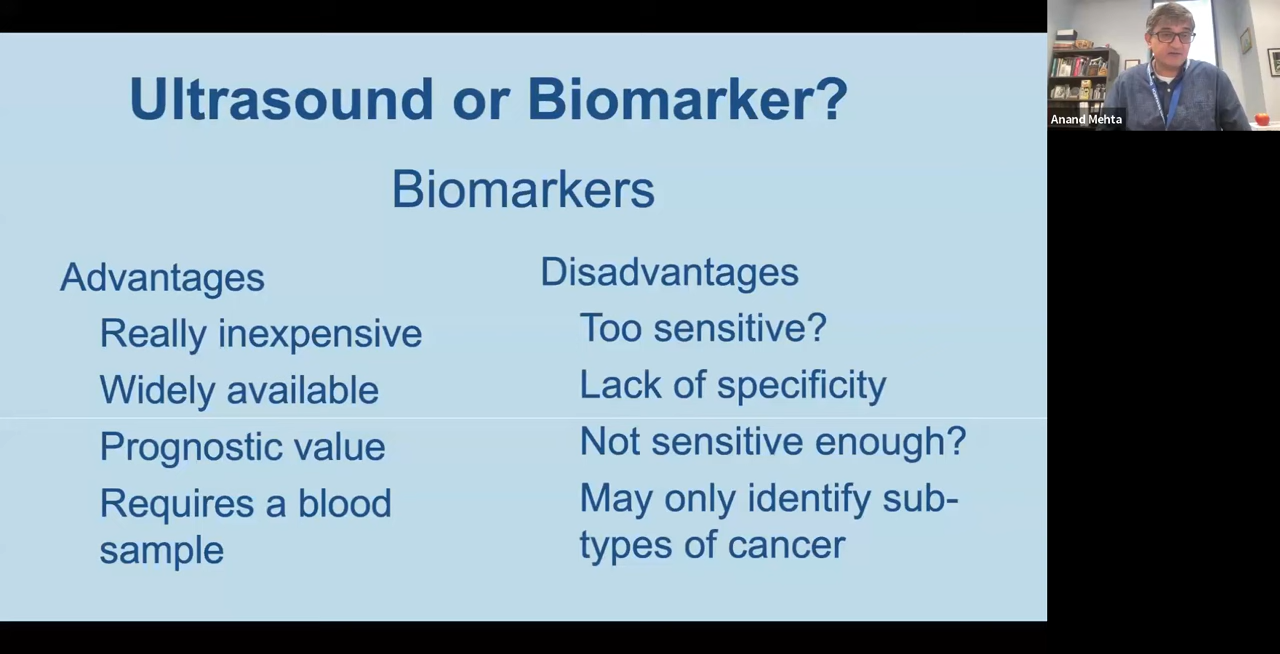 Ultrasound or Biomarker?
Biomarkers
Advantages
Really inexpensive
Widely available
Prognostic value
Requires a blood
sample
Disadvantages
Too sensitive?
Lack of specificity
Not sensitive enough?
May only identify sub-
types of cancer
Anand Mehta